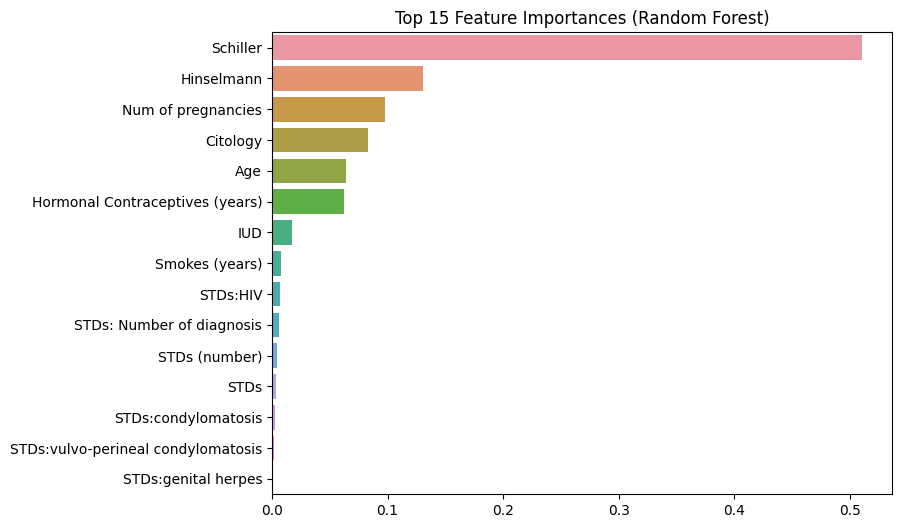 Top 15 Feature Importances (Random Forest)
Schiller
Hinselmann
Num of pregnancies
Citology
Age
Hormonal Contraceptives (years)
IUD
Smokes (years)
STDs:HIV
STDs: Number of diagnosis
STDs (number)
STDs
STDs:condylomatosis
STDs:vulvo-perineal condylomatosis
STDs:genital herpes
0.0 0.1 0.2 0.3 0.4 0.5